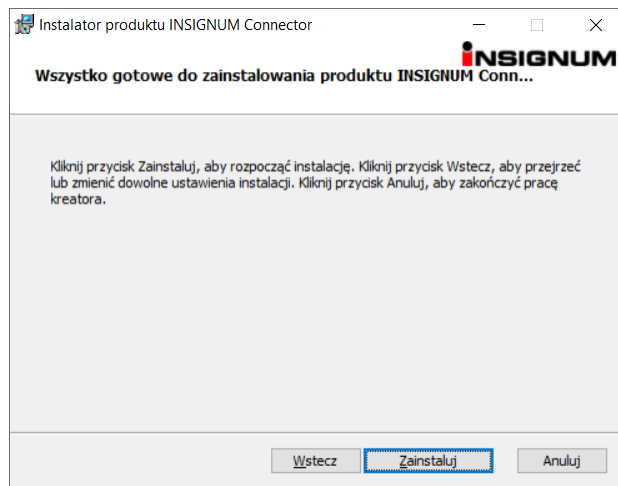 Instalator produktu INSIGNUM Connector
iNSIGNUM
Wszystko gotowe do zainstalowania produktu INSIGNUM Conn...
Kliknij przycisk Zainstaluj, aby rozpocząć instalację. Kliknij przycisk Wstecz, aby przejrzeć
lub zmienić dowolne ustawienia instalacji. Kliknij przycisk Anuluj, aby zakończyć pracę
kreatora.
Wstecz
Zainstaluj
Anuluj